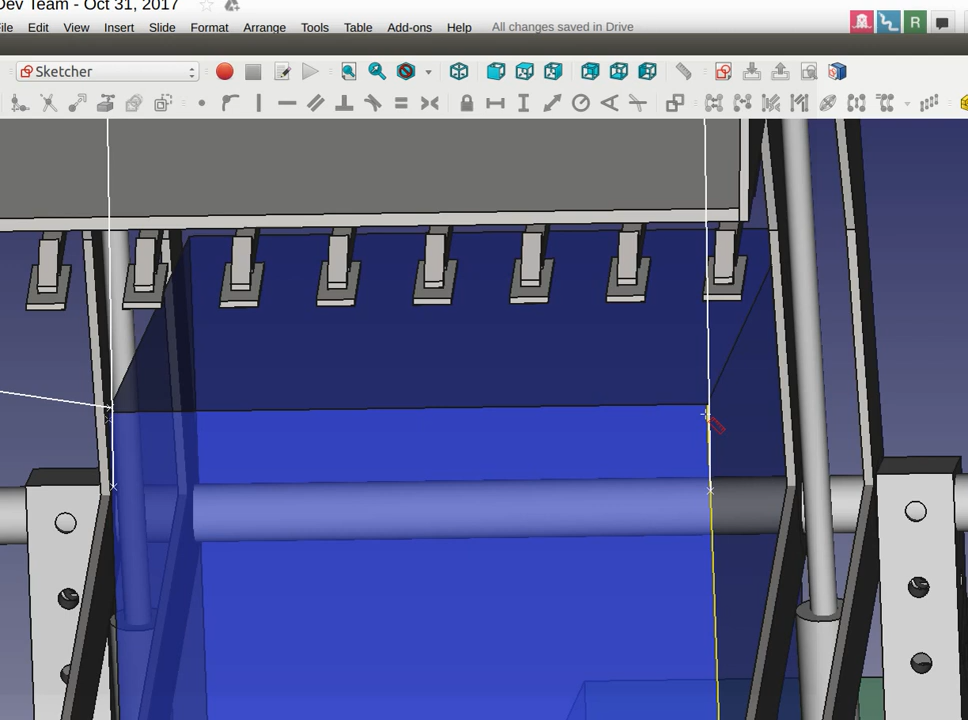 Dev Team - Oct 31, 2017
File Edit View Insert Slide Format Arrange Tools Table Add-ons Help All changes saved in Drive
R
Sketcher